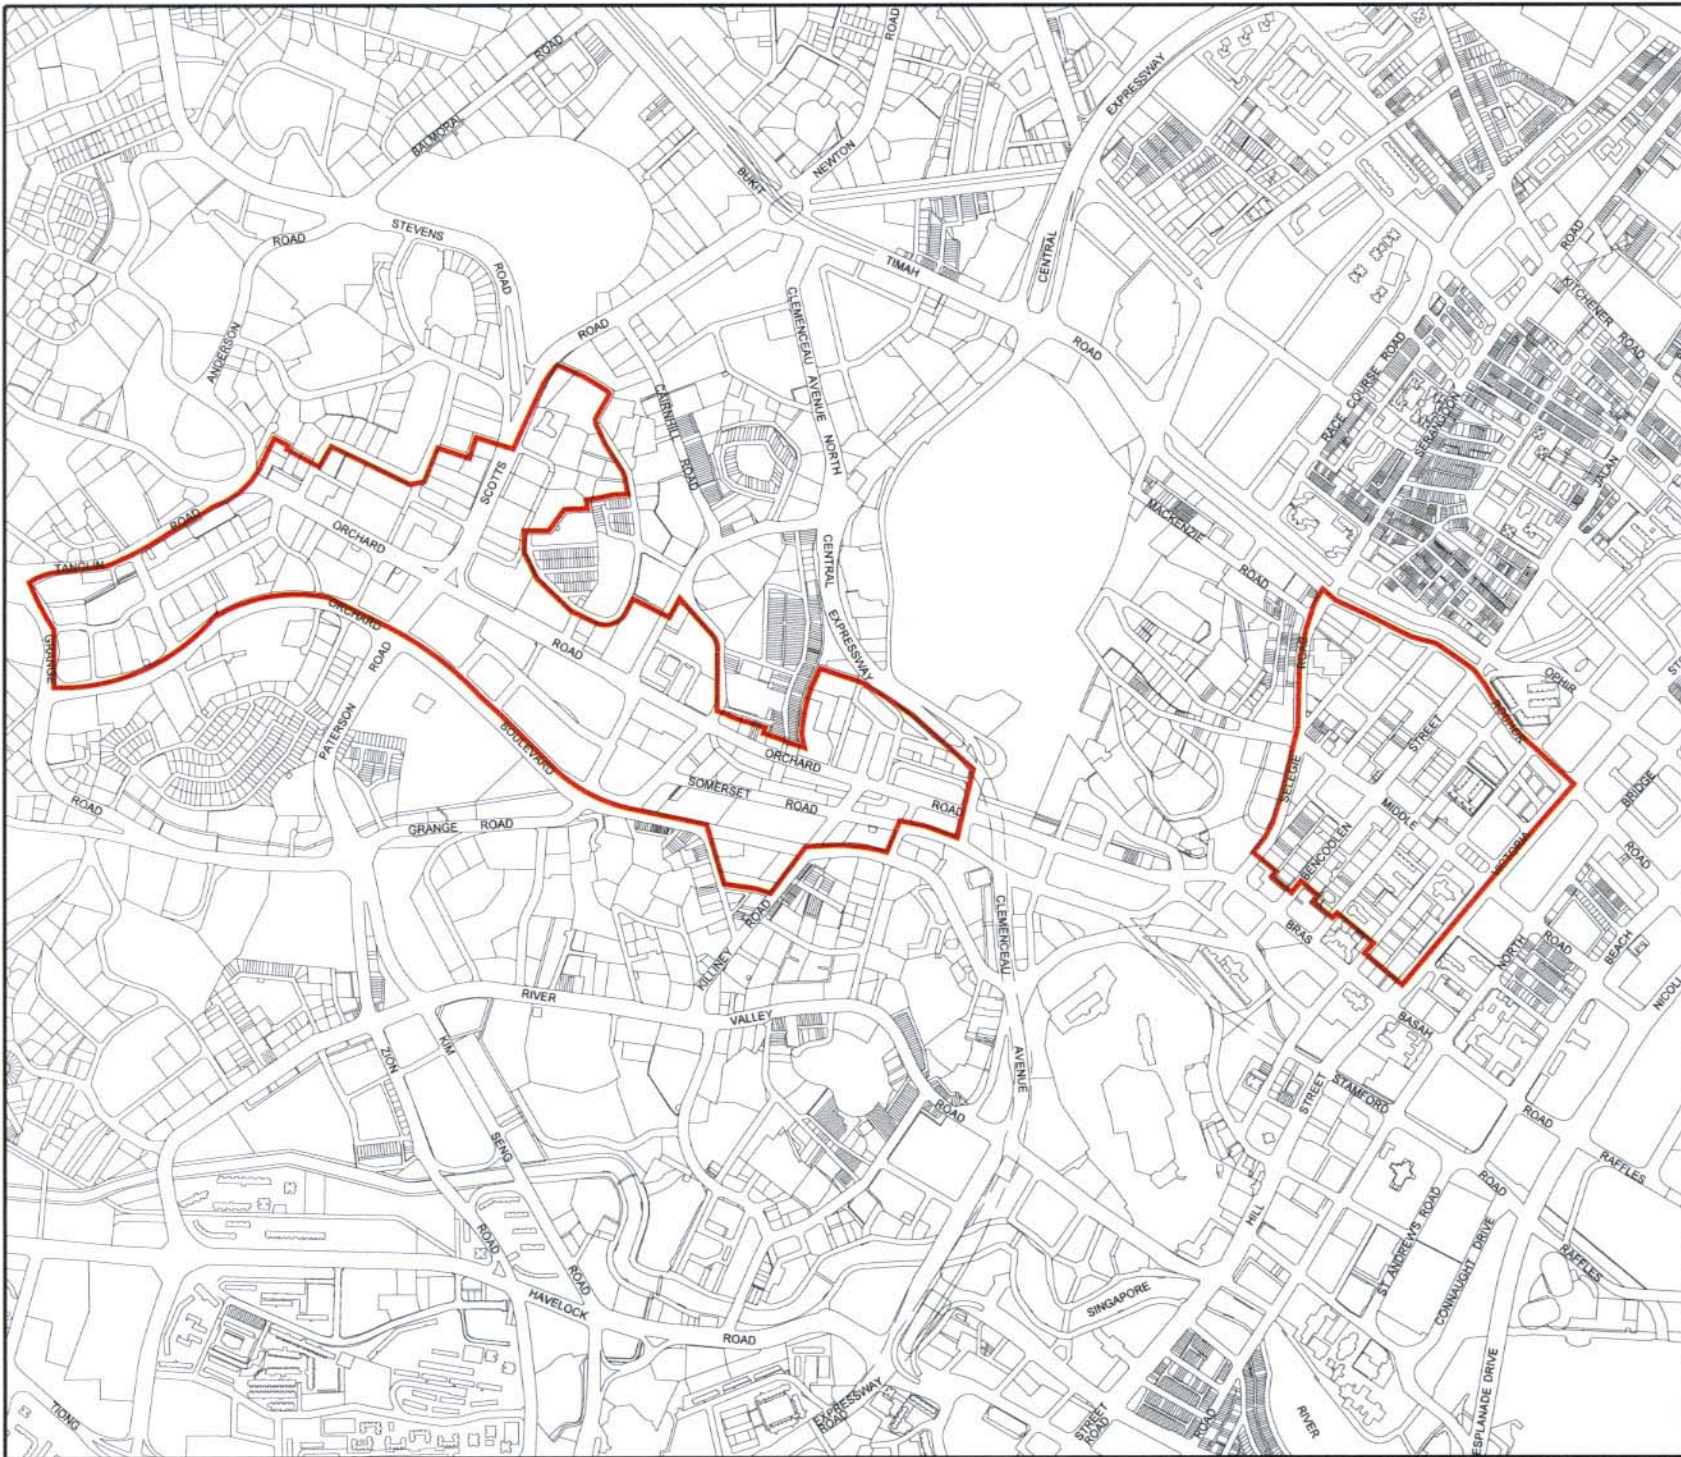 ROAD
BALMORAL
ROAD
NEWTON
BUKIT
EXPRESSWAY
CENTRAL
TIMAH
ROAD
STEVENS
ROAD
ROAD
ANDERSON
ROAD
CLEMENCEAU AVENUE NORTH
CAIRNHILL ROAD
ROAD
KITCHENER ROAD
RACE COURSE ROAD
SERANGOON
JALAN
SCOTTS
ORCHARD
ROAD
TANGLIN
GRANGE
ORCHARD
ROAD
PATERSON
ROAD
CENTRAL EXPRESSWAY
MACKENZIE
ROAD
ROAD
SELEGIE
OPHIR
ROCHOR
STREET
MIDDLE
BENCOOLEN
VICTORIA
BRIDGE
ROAD
BOULEVARD
ORCHARD
SOMERSET ROAD
ROAD
GRANGE ROAD
ROAD
KILLINEY
ROAD
CLEMENCEAU
BRAS
BASAH
NORTH
ROAD
BEACH
NICOLL
RIVER
VALLEY
ROAD
AVENUE
ZION
KIM
SENG
ROAD
ROAD
STREET
STAMFORD
ROAD
RAFFLES
ROAD
HILL
ST ANDREWS ROAD
CONNAUGHT DRIVE
RAFFLES
HAVELOCK
ROAD
SINGAPORE
RIVER
EXPRESSWAY
ROAD
STREET
ROAD
ROAD
ESPLANADE DRIVE
TIONG